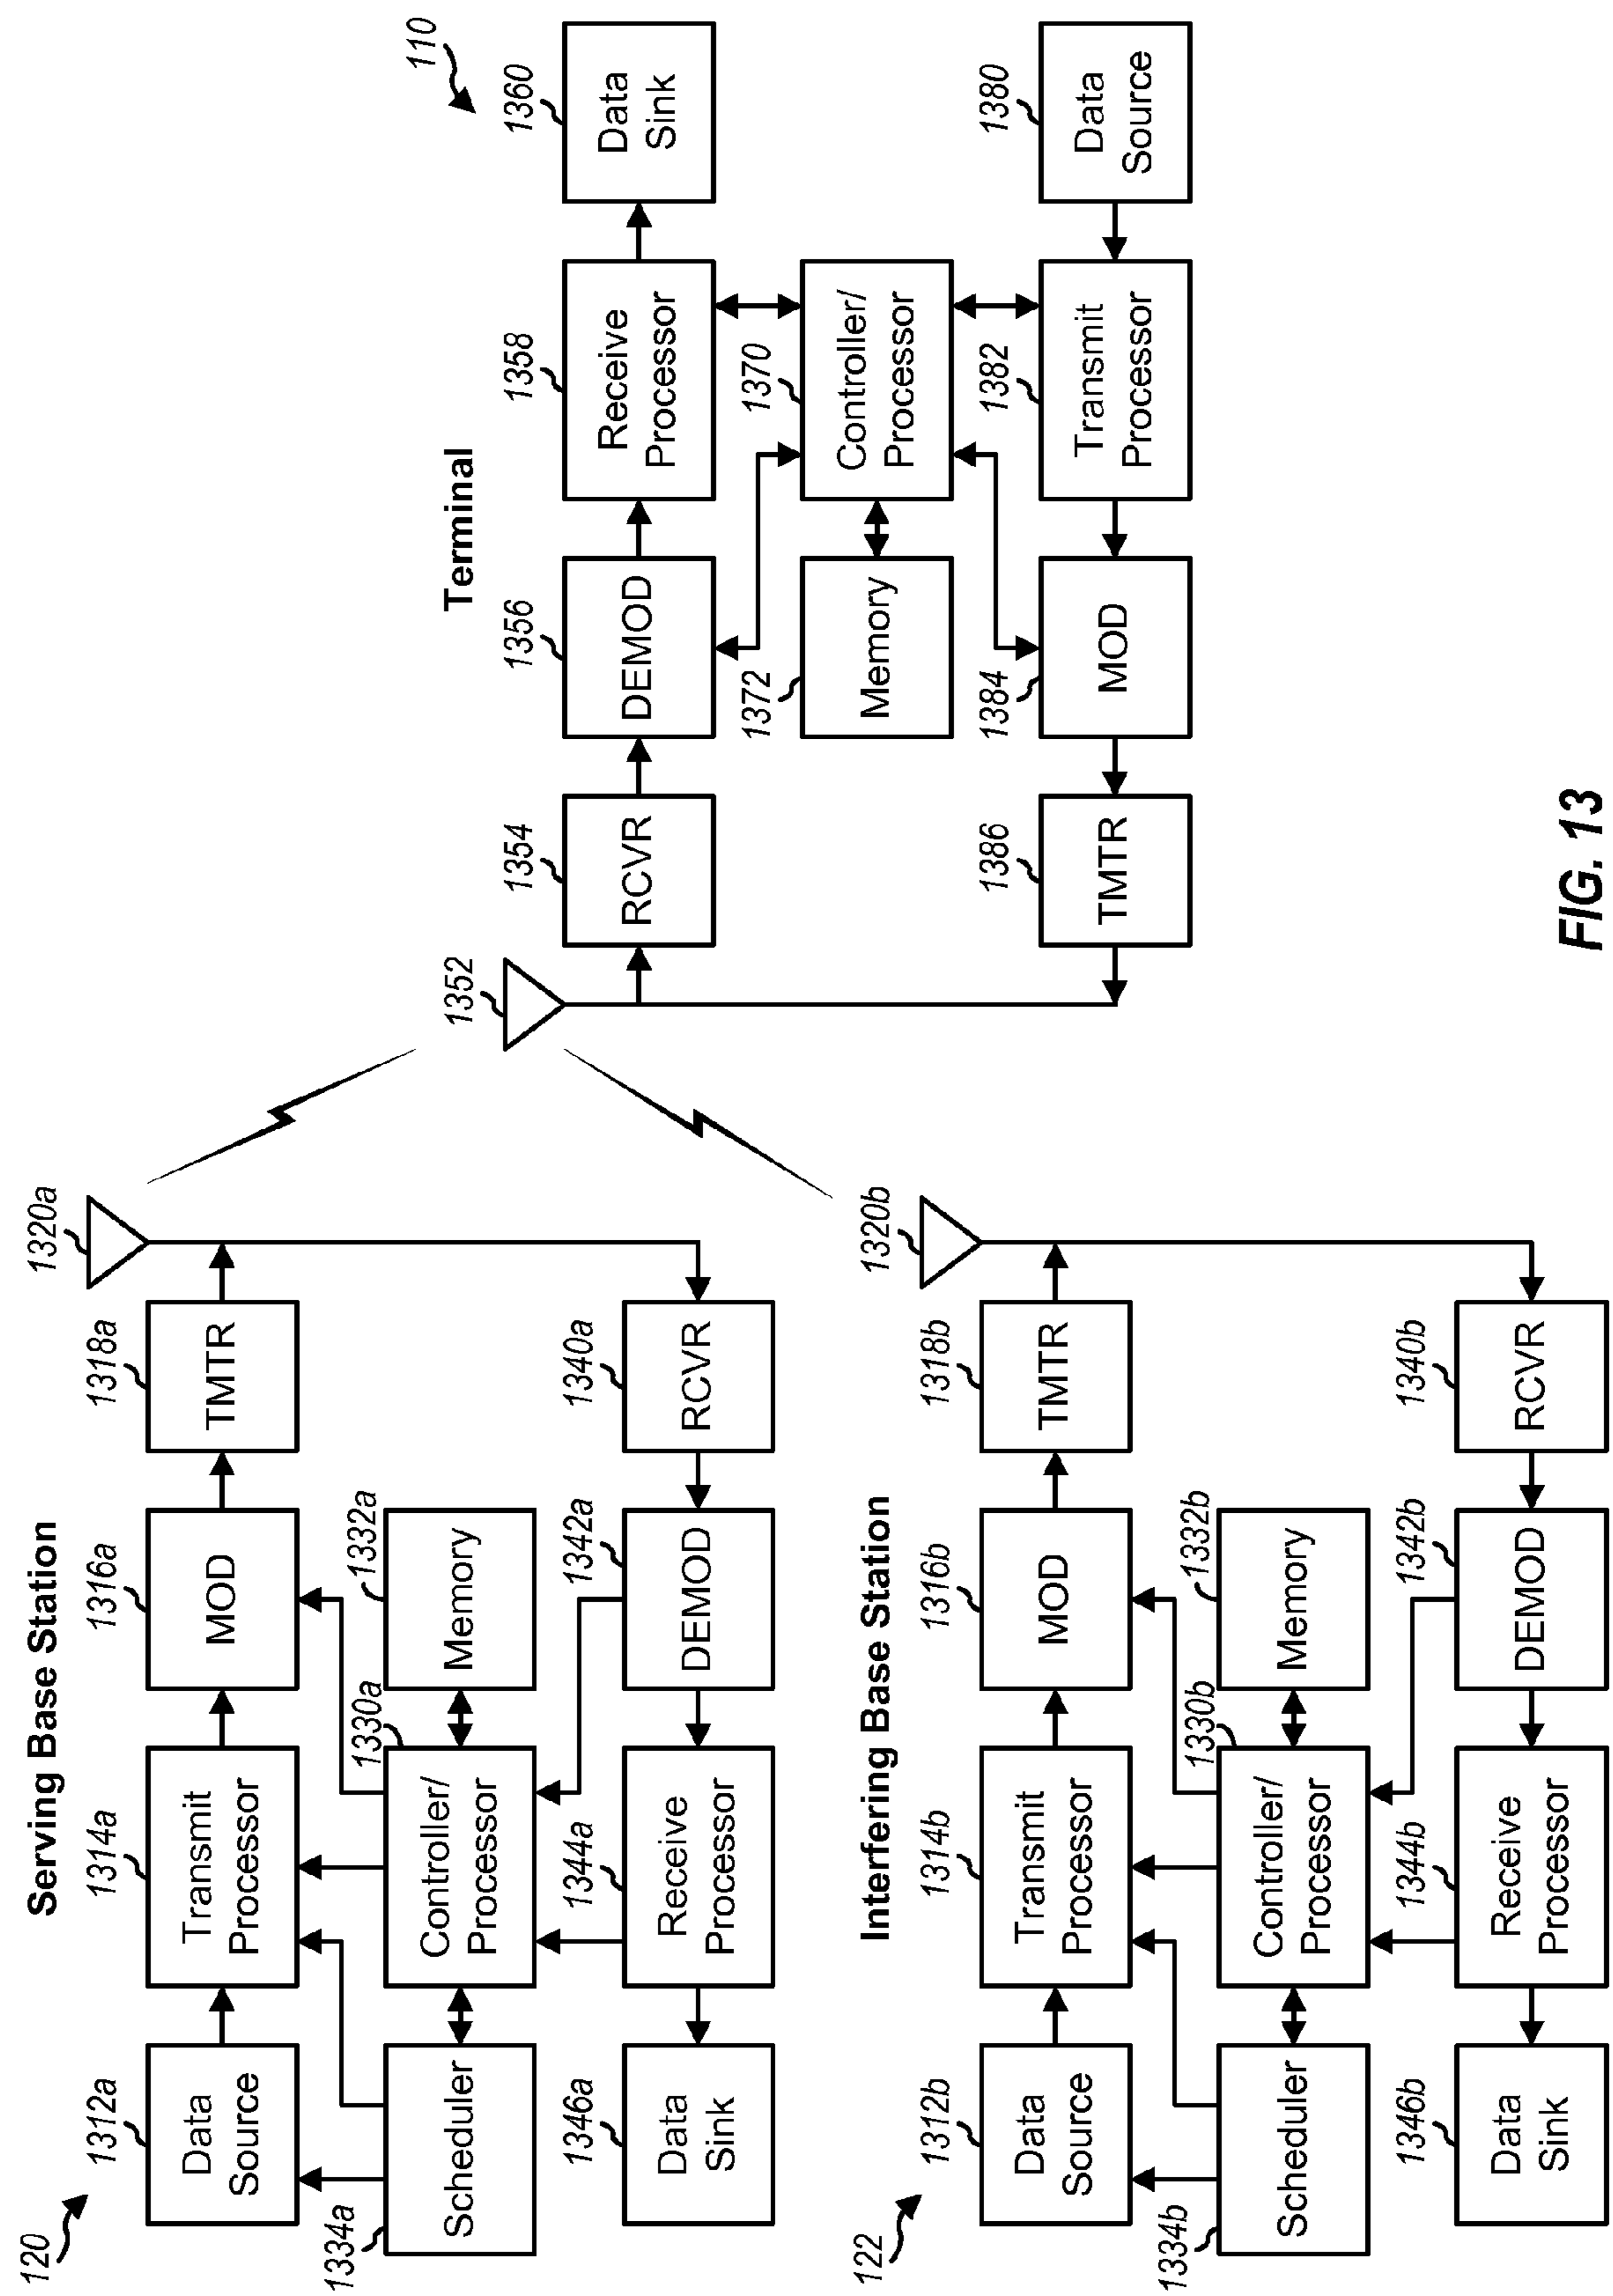 Serving Base Station
120
1312a
Data
Source
1314a
Transmit
Processor
1316a
MOD
1318a
TMTR
1320a
1334a
Scheduler
1330a
Controller/
Processor
1332a
Memory
1346a
Data
Sink
1344a
Receive
Processor
1342a
DEMOD
1340a
RCVR
Interfering Base Station
122
1312b
Data
Source
1314b
Transmit
Processor
1316b
MOD
1318b
TMTR
1320b
1334b
Scheduler
1330b
Controller/
Processor
1332b
Memory
1346b
Data
Sink
1344b
Receive
Processor
1342b
DEMOD
1340b
RCVR
Terminal
110
1352
1354
RCVR
1356
DEMOD
1358
Receive
Processor
1360
Data
Sink
1372
Memory
1370
Controller/
Processor
1386
TMTR
1384
MOD
1382
Transmit
Processor
1380
Data
Source
FIG. 13